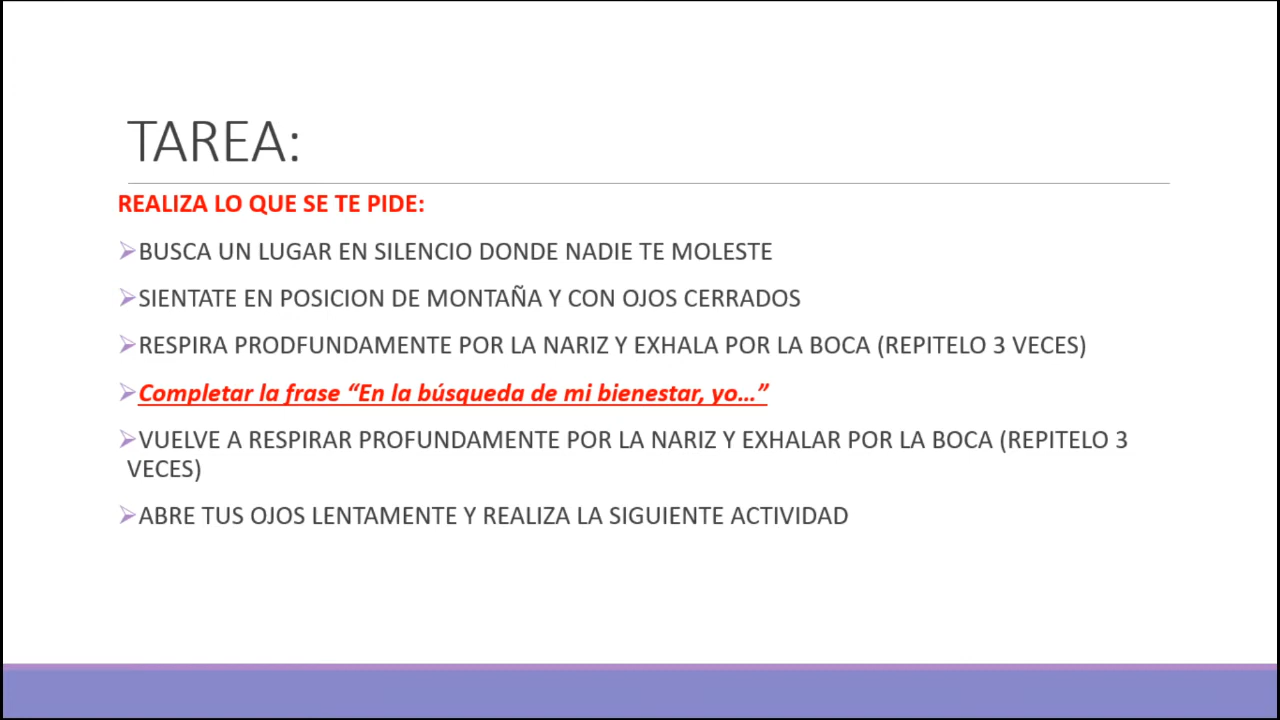 TAREA:
REALIZA LO QUE SE TE PIDE:
➢BUSCA UN LUGAR EN SILENCIO DONDE NADIE TE MOLESTE
➢SIENTATE EN POSICION DE MONTAÑA Y CON OJOS CERRADOS
➢RESPIRA PRODFUNDAMENTE POR LA NARIZ Y EXHALA POR LA BOCA (REPITELO 3 VECES)
➢Completar la frase “En la búsqueda de mi bienestar, yo…”
➢VUELVE A RESPIRAR PROFUNDAMENTE POR LA NARIZ Y EXHALAR POR LA BOCA (REPITELO 3
VECES)
➢ABRE TUS OJOS LENTAMENTE Y REALIZA LA SIGUIENTE ACTIVIDAD